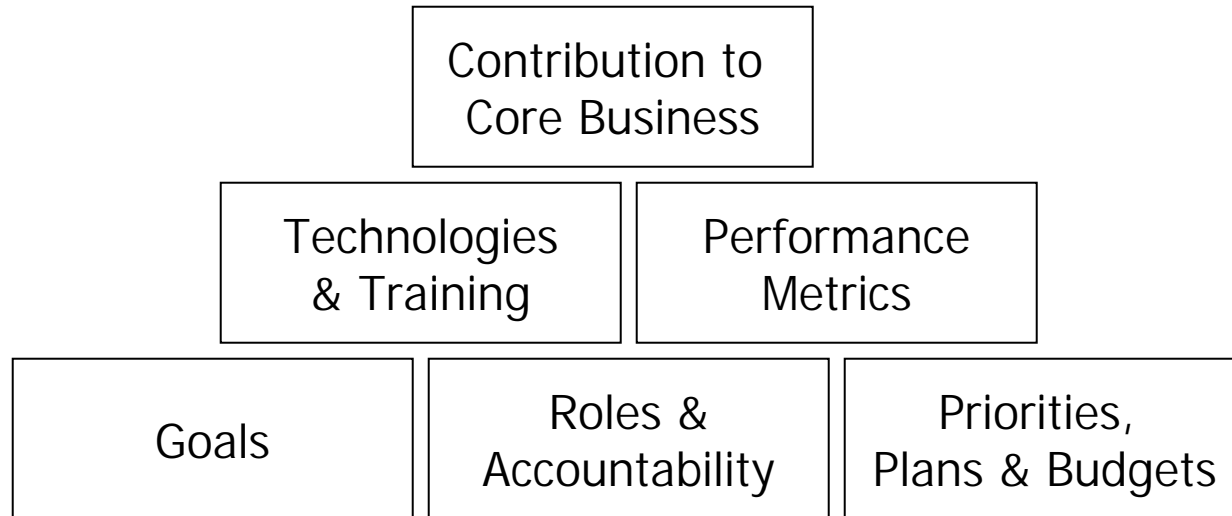 Contribution to
Core Business
Technologies
& Training
Performance
Metrics
Goals
Roles &
Accountability
Priorities,
Plans & Budgets